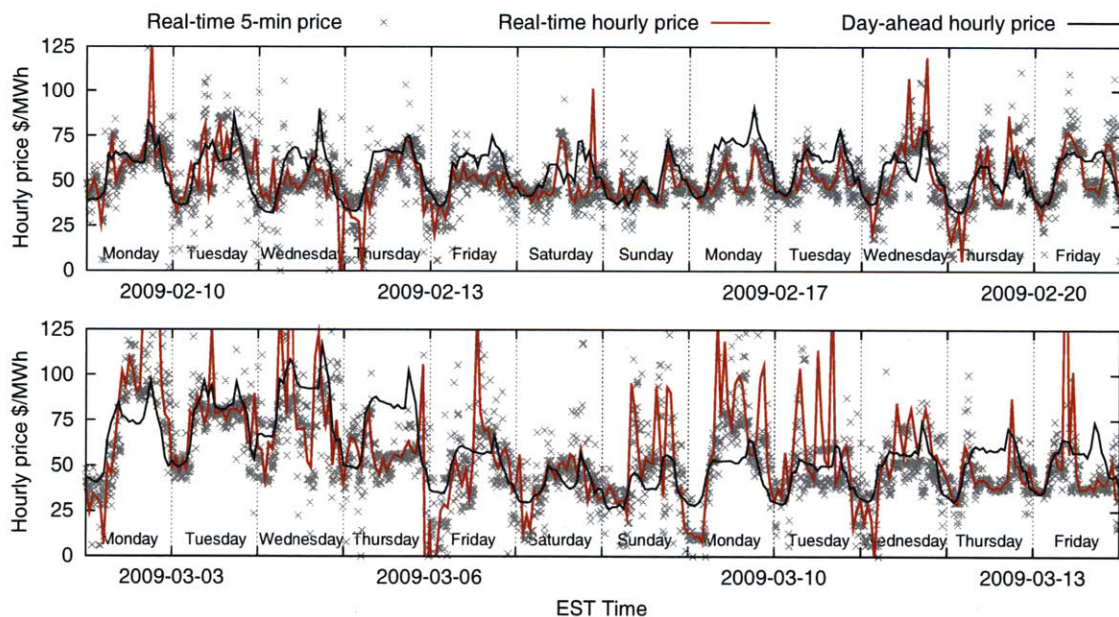 Real-time 5-min price Real-time hourly price Day-ahead hourly price
Hourly price $/MWh
125
100
75
50
25
0
Monday Tuesday Wednesday Thursday Friday Saturday Sunday Monday Tuesday Wednesday Thursday Friday
2009-02-10 2009-02-13 2009-02-17 2009-02-20
Hourly price $/MWh
125
100
75
50
25
0
Monday Tuesday Wednesday Thursday Friday Saturday Sunday Monday Tuesday Wednesday Thursday Friday
2009-03-03 2009-03-06 2009-03-10 2009-03-13
EST Time